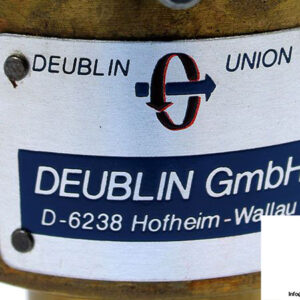 DEUBLIN UNION
DEUBLIN GmbH
D-6238 Hofheim-Wallau